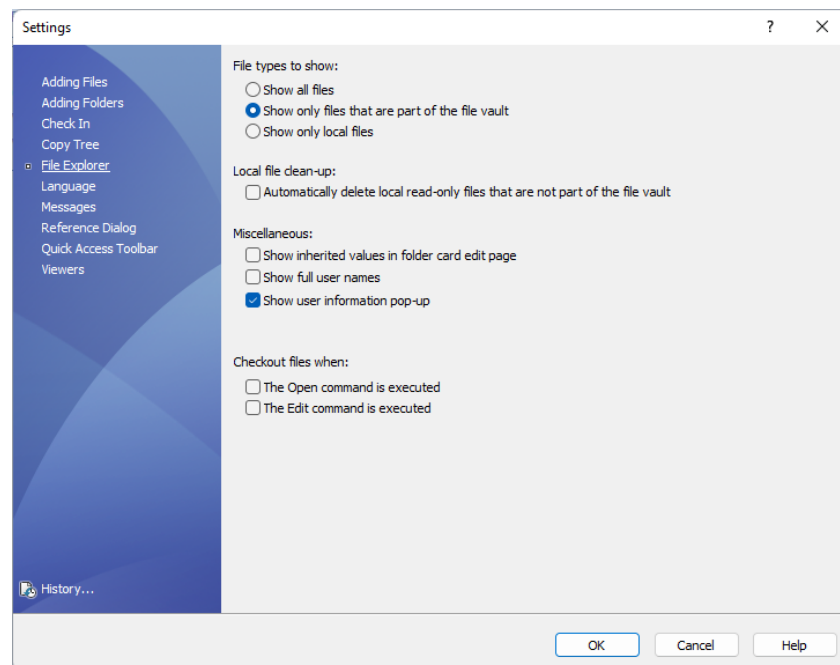 Settings
?
Adding Files
Adding Folders
Check In
Copy Tree
File Explorer
Language
Messages
Reference Dialog
Quick Access Toolbar
Viewers
History...
File types to show:
Show all files
Show only files that are part of the file vault
Show only local files
Local file clean-up:
Automatically delete local read-only files that are not part of the file vault
Miscellaneous:
Show inherited values in folder card edit page
Show full user names
Show user information pop-up
Checkout files when:
The Open command is executed
The Edit command is executed
OK
Cancel
Help